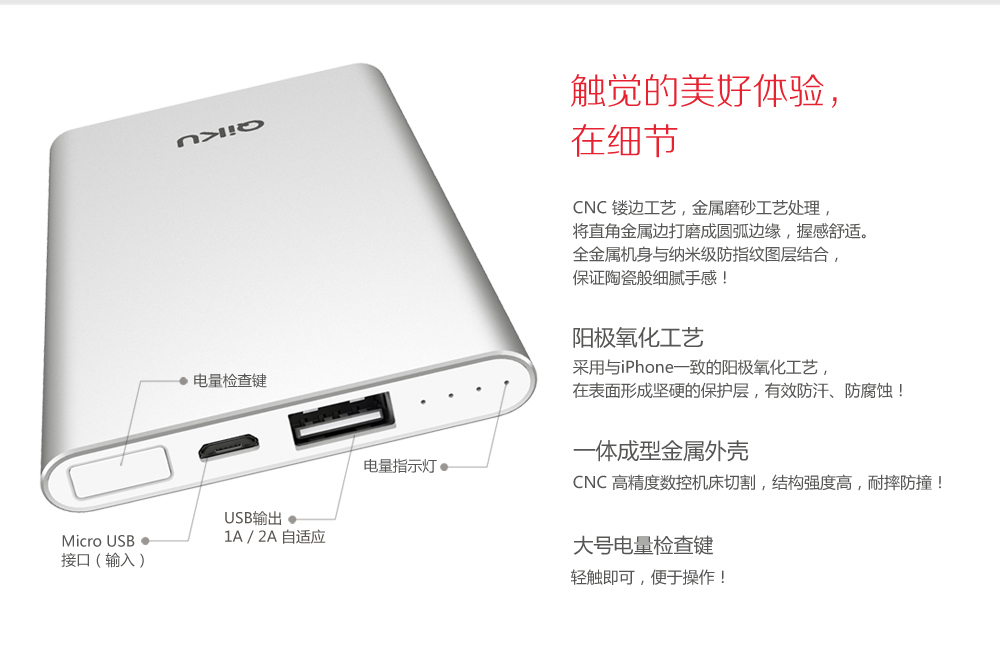 QiKU
电量检查键
电量指示灯
USB输出
1A / 2A 自适应
Micro USB
接口（输入）
触觉的美好体验，
在细节
CNC 镂边工艺，金属磨砂工艺处理，
将直角金属边打磨成圆弧边缘，握感舒适。
全金属机身与纳米级防指纹图层结合，
保证陶瓷般细腻手感！
阳极氧化工艺
采用与iPhone一致的阳极氧化工艺，
在表面形成坚硬的保护层，有效防汗、防腐蚀！
一体成型金属外壳
CNC 高精度数控机床切割，结构强度高，耐摔防撞！
大号电量检查键
轻触即可，便于操作！